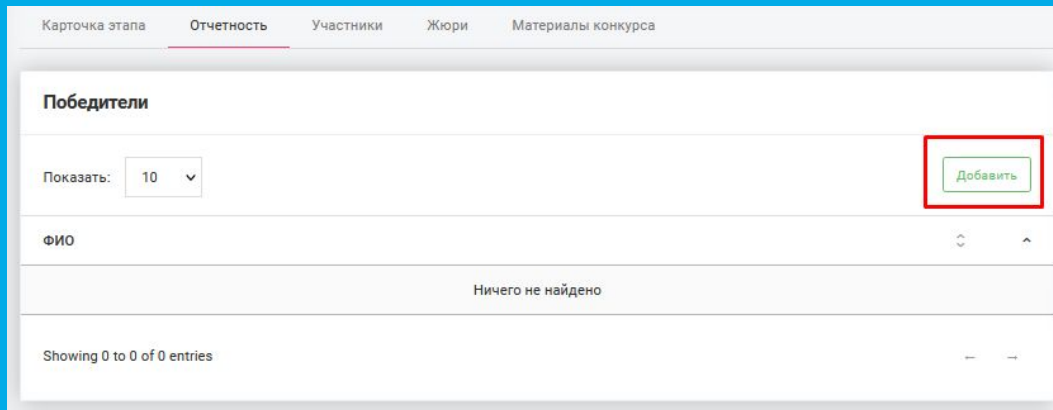 Карточка этапа Отчетность Участники Жюри Материалы конкурса
Победители
Показать: 10 Добавить
ФИО
Ничего не найдено
Showing 0 to 0 of 0 entries ← →